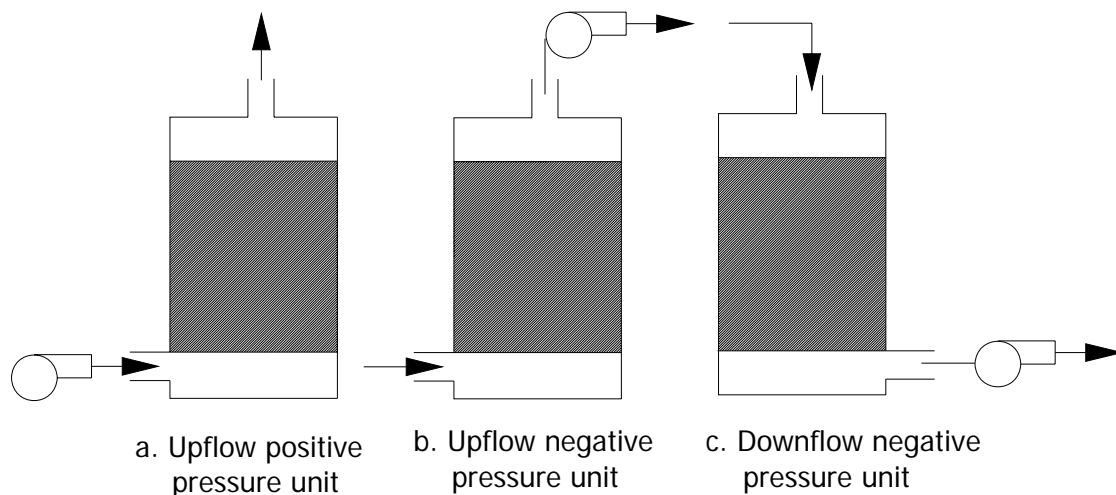 a. Upflow positive
pressure unit
b. Upflow negative
pressure unit
c. Downflow negative
pressure unit